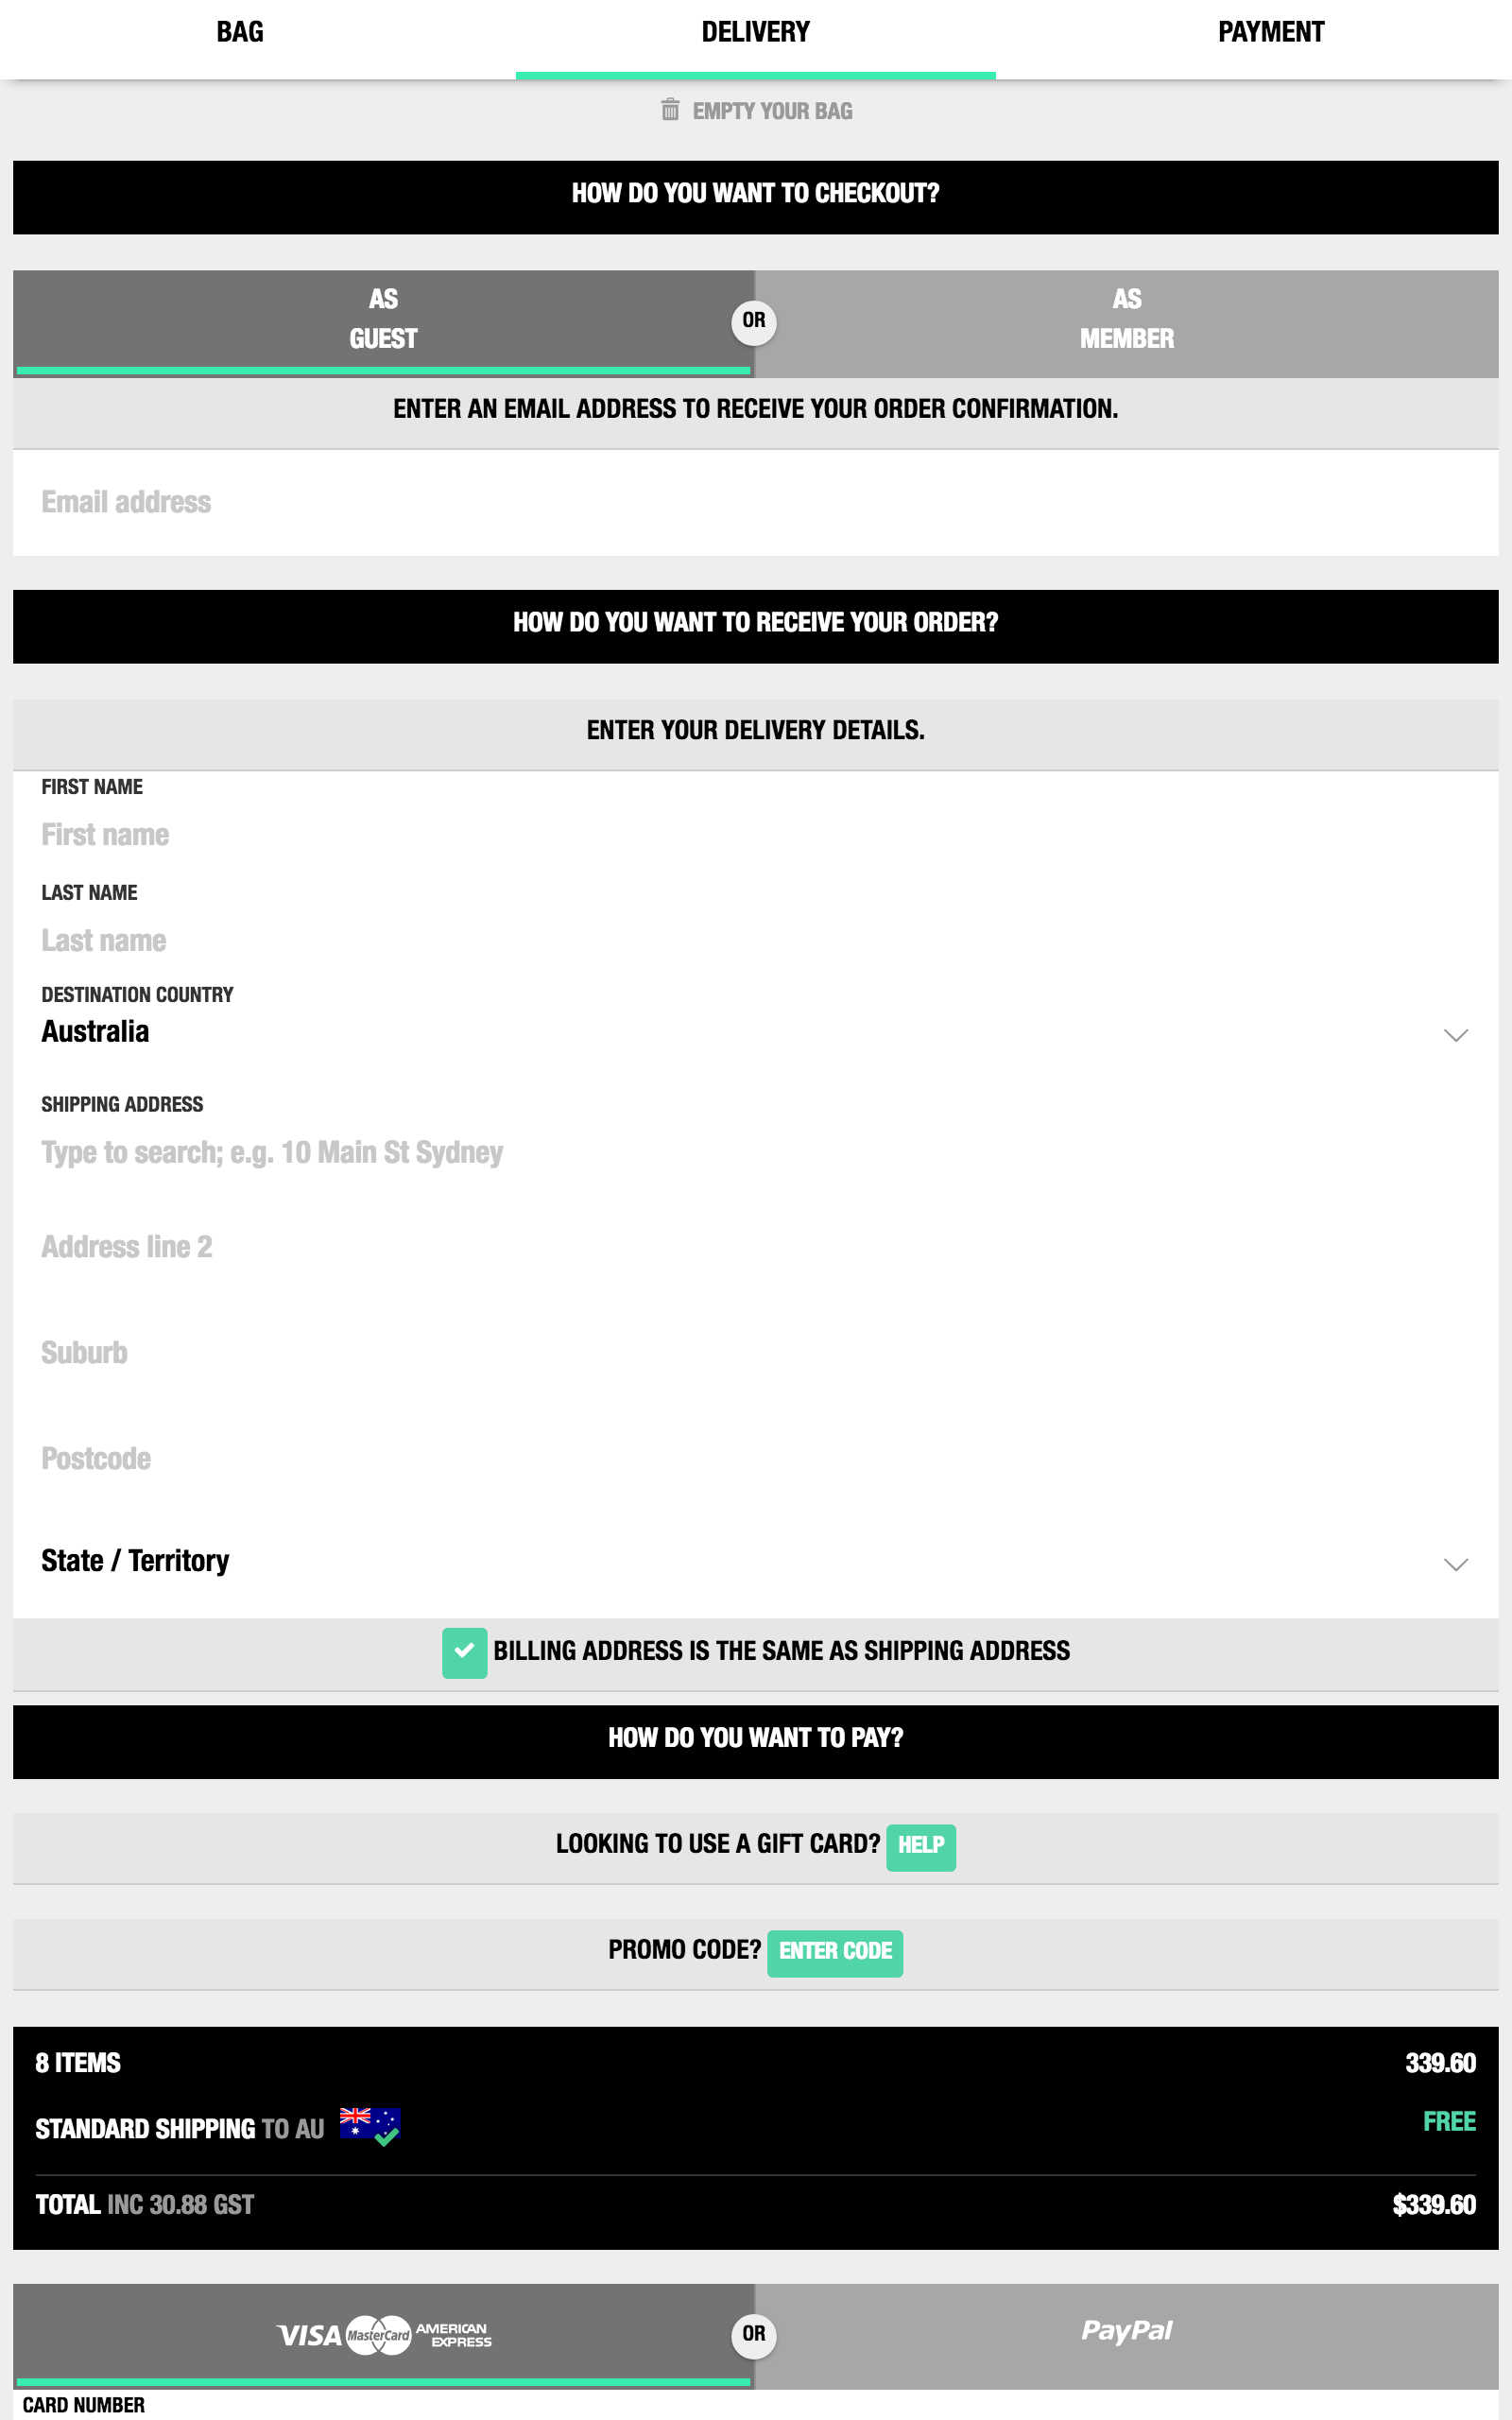 BAG
DELIVERY
PAYMENT
EMPTY YOUR BAG
HOW DO YOU WANT TO CHECKOUT?
AS
GUEST
OR
AS
MEMBER
ENTER AN EMAIL ADDRESS TO RECEIVE YOUR ORDER CONFIRMATION.
Email address
HOW DO YOU WANT TO RECEIVE YOUR ORDER?
ENTER YOUR DELIVERY DETAILS.
FIRST NAME
First name
LAST NAME
Last name
DESTINATION COUNTRY
Australia
SHIPPING ADDRESS
Type to search; e.g. 10 Main St Sydney
Address line 2
Suburb
Postcode
State / Territory
BILLING ADDRESS IS THE SAME AS SHIPPING ADDRESS
HOW DO YOU WANT TO PAY?
LOOKING TO USE A GIFT CARD? HELP
PROMO CODE? ENTER CODE
8 ITEMS 339.60
STANDARD SHIPPING TO AU FREE
TOTAL INC 30.88 GST $339.60
VISA MasterCard AMERICAN EXPRESS
OR
PayPal
CARD NUMBER